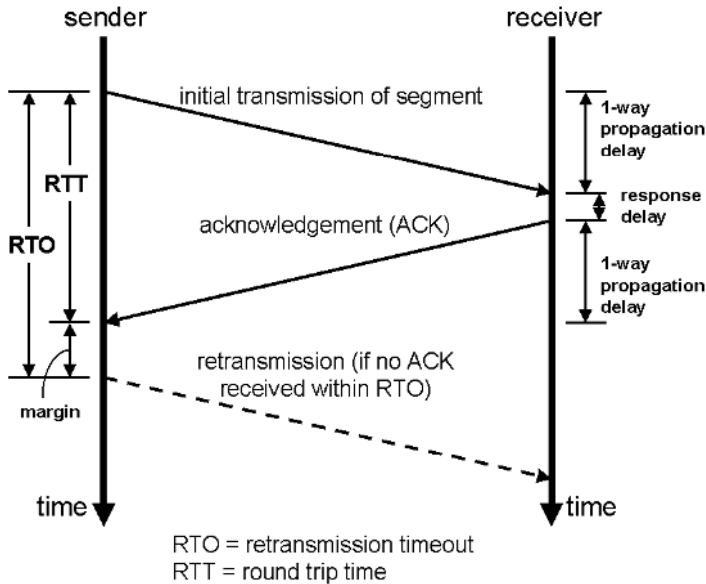 sender
receiver
initial transmission of segment
1-way
propagation
delay
RTT
response
delay
acknowledgement (ACK)
RTO
1-way
propagation
delay
retransmission (if no ACK
received within RTO)
margin
time
time
RTO = retransmission timeout
RTT = round trip time